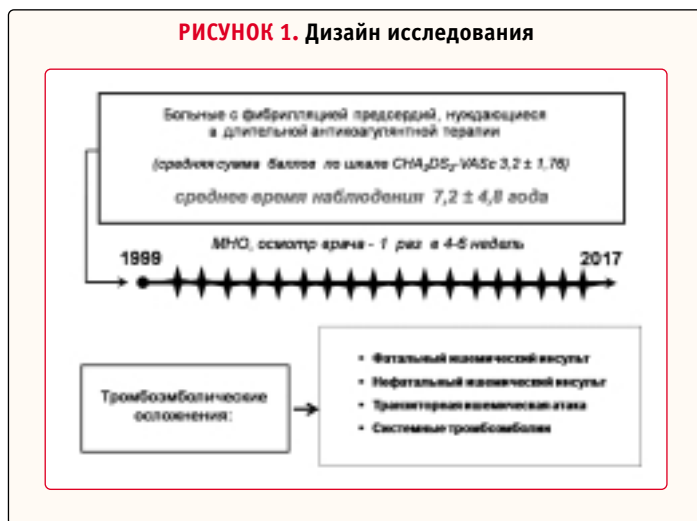 РИСУНОК 1. Дизайн исследования
Больные с фибрилляцией предсердий, нуждающиеся
в длительной антикоагулянтной терапии
(средняя сумма баллов по шкале CHA₂DS₂-VASc 3,2 ± 1,76)
среднее время наблюдения 7,2 ± 4,8 года
МНО, осмотр врача - 1 раз в 4-6 недель
1999
2017
Тромбоэмболические
осложнения:
• Фатальный ишемический инсульт
• Нефатальный ишемический инсульт
• Транзиторная ишемическая атака
• Системные тромбоэмболии